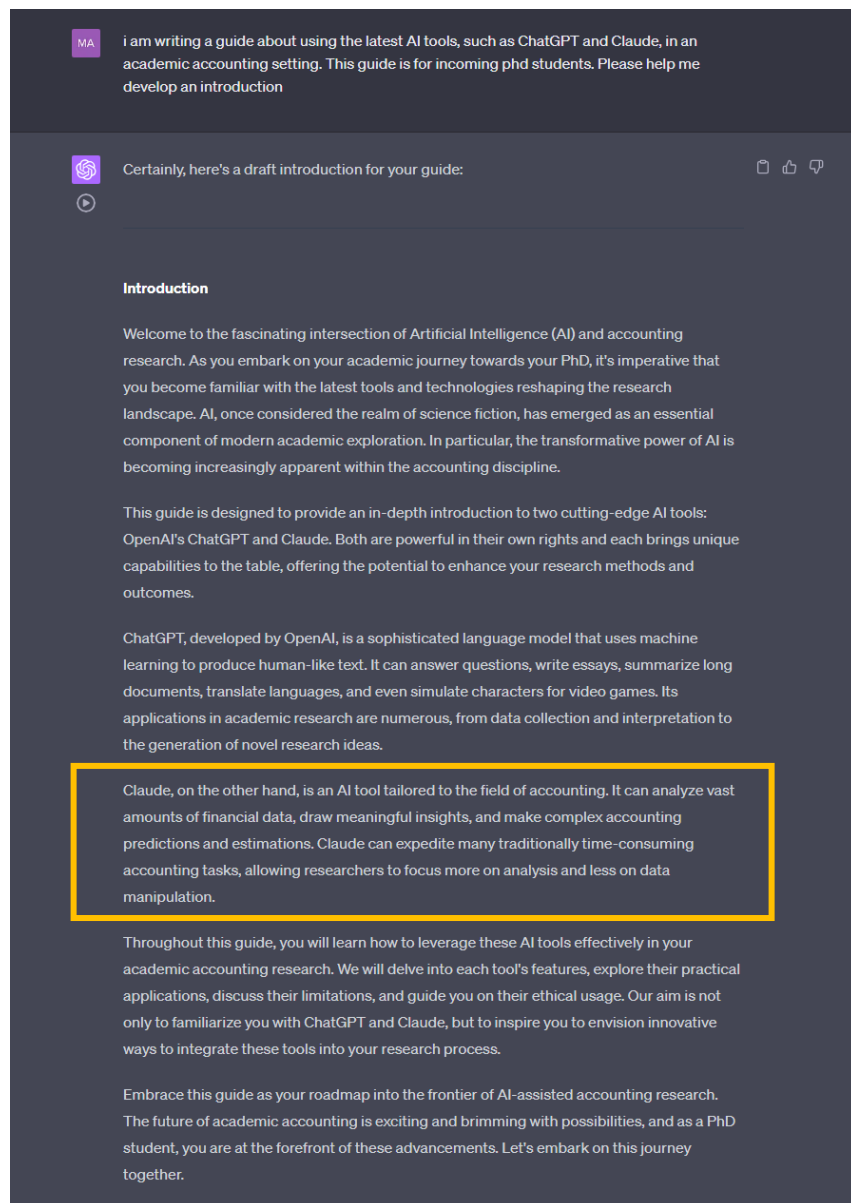 MA
i am writing a guide about using the latest AI tools, such as ChatGPT and Claude, in an
academic accounting setting. This guide is for incoming phd students. Please help me
develop an introduction
Certainly, here's a draft introduction for your guide:
Introduction
Welcome to the fascinating intersection of Artificial Intelligence (AI) and accounting
research. As you embark on your academic journey towards your PhD, it's imperative that
you become familiar with the latest tools and technologies reshaping the research
landscape. AI, once considered the realm of science fiction, has emerged as an essential
component of modern academic exploration. In particular, the transformative power of AI is
becoming increasingly apparent within the accounting discipline.
This guide is designed to provide an in-depth introduction to two cutting-edge AI tools:
OpenAI's ChatGPT and Claude. Both are powerful in their own rights and each brings unique
capabilities to the table, offering the potential to enhance your research methods and
outcomes.
ChatGPT, developed by OpenAI, is a sophisticated language model that uses machine
learning to produce human-like text. It can answer questions, write essays, summarize long
documents, translate languages, and even simulate characters for video games. Its
applications in academic research are numerous, from data collection and interpretation to
the generation of novel research ideas.
Claude, on the other hand, is an AI tool tailored to the field of accounting. It can analyze vast
amounts of financial data, draw meaningful insights, and make complex accounting
predictions and estimations. Claude can expedite many traditionally time-consuming
accounting tasks, allowing researchers to focus more on analysis and less on data
manipulation.
Throughout this guide, you will learn how to leverage these AI tools effectively in your
academic accounting research. We will delve into each tool's features, explore their practical
applications, discuss their limitations, and guide you on their ethical usage. Our aim is not
only to familiarize you with ChatGPT and Claude, but to inspire you to envision innovative
ways to integrate these tools into your research process.
Embrace this guide as your roadmap into the frontier of AI-assisted accounting research.
The future of academic accounting is exciting and brimming with possibilities, and as a PhD
student, you are at the forefront of these advancements. Let's embark on this journey
together.